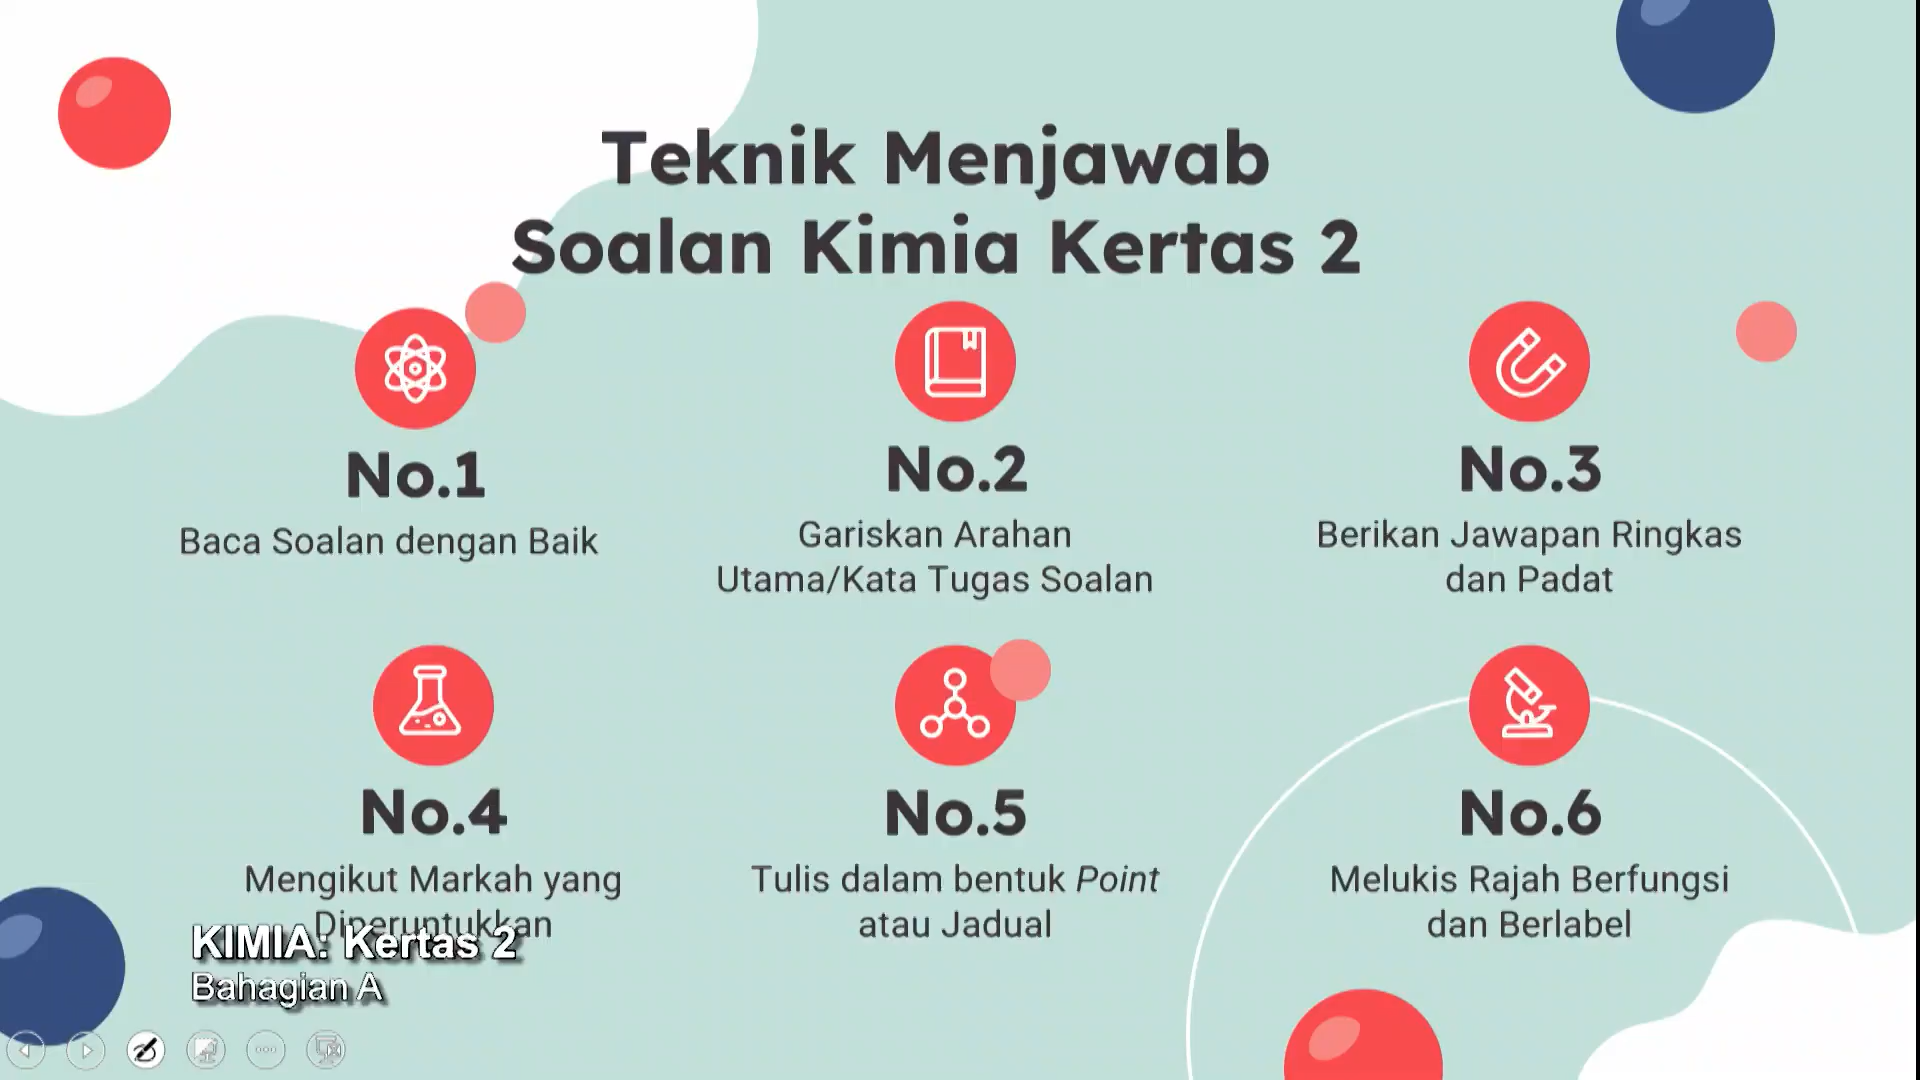 Teknik Menjawab
Soalan Kimia Kertas 2
No.1
Baca Soalan dengan Baik
No.2
Gariskan Arahan
Utama/Kata Tugas Soalan
No.3
Berikan Jawapan Ringkas
dan Padat
No.4
Mengikut Markah yang
Diperuntukkan
No.5
Tulis dalam bentuk Point
atau Jadual
No.6
Melukis Rajah Berfungsi
dan Berlabel
KIMIA: Kertas 2
Bahagian A